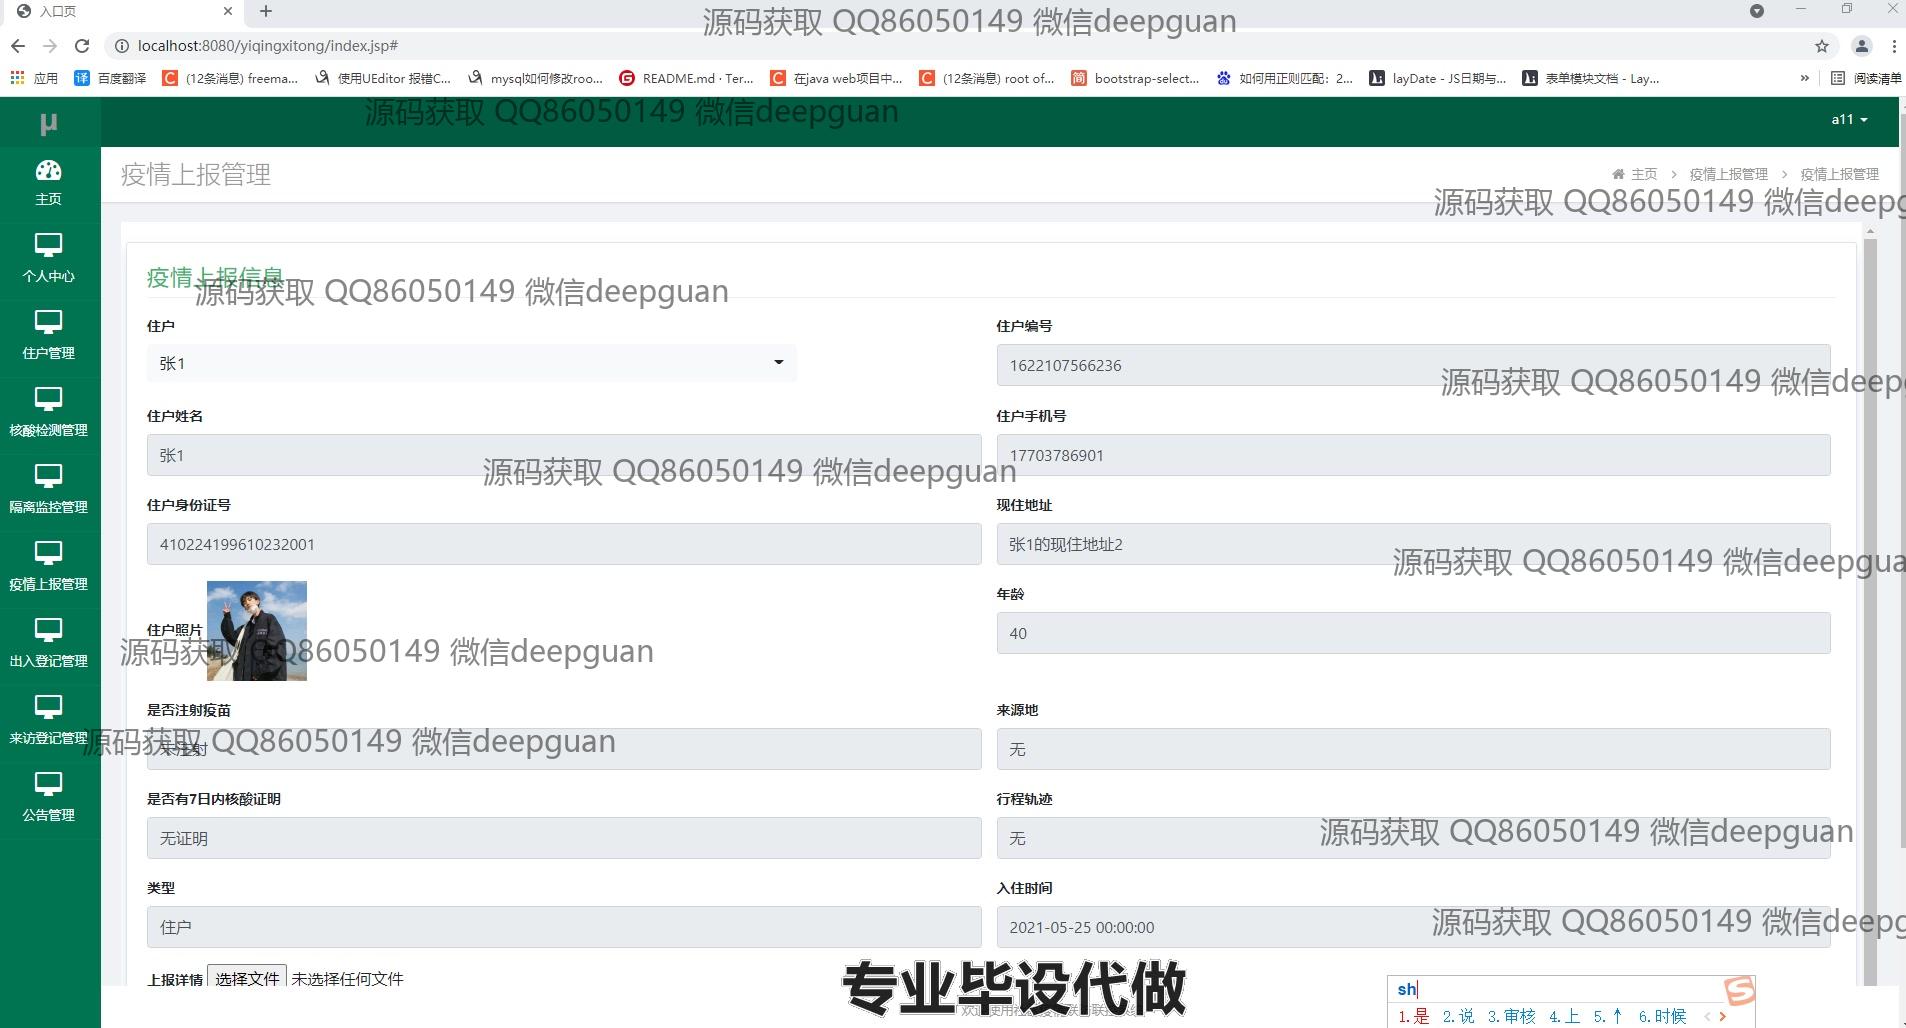 入口页
源码获取 QQ86050149 微信deepguan
localhost:8080/yiqingxitong/index.jsp#
应用 百度翻译 (12条消息) freema... 使用UEditor 报错C... mysql如何修改roo... README.md · Ter... 在java web项目中... (12条消息) root of... bootstrap-select... 如何用正则匹配：2... layDate - JS日期与... 表单模块文档 - Lay... » 阅读清单
源码获取 QQ86050149 微信deepguan
μ
a11
主页
个人中心
住户管理
核酸检测管理
隔离监控管理
疫情上报管理
出入登记管理
来访登记管理
公告管理
疫情上报管理
主页 > 疫情上报管理 > 疫情上报管理
源码获取 QQ86050149 微信deepg
疫情上报信息
源码获取 QQ86050149 微信deepguan
住户 住户编号
张1 1622107566236
源码获取 QQ86050149 微信deep
住户姓名 住户手机号
张1 17703786901
源码获取 QQ86050149 微信deepguan
住户身份证号 现住地址
410224199610232001 张1的现住地址2
源码获取 QQ86050149 微信deepgua
住户照片 年龄
40
源码获取 QQ86050149 微信deepguan
是否注射疫苗 来源地
未注射 无
源码获取 QQ86050149 微信deepguan
是否有7日内核酸证明 行程轨迹
无证明 无
源码获取 QQ86050149 微信deepguan
类型 入住时间
住户 2021-05-25 00:00:00
源码获取 QQ86050149 微信deepg
上报详情 选择文件 未选择任何文件
专业毕设代做
sh
1.是 2.说 3.审核 4.上 5.↑ 6.时候